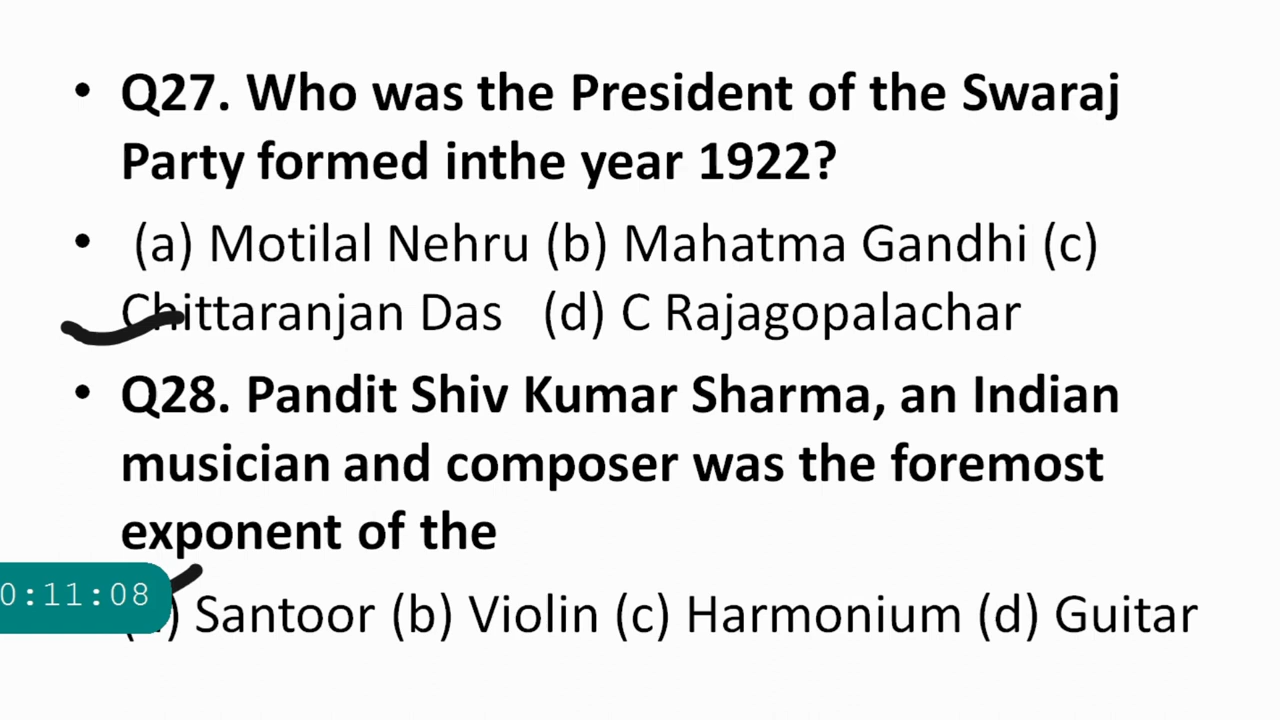 • Q27. Who was the President of the Swaraj
Party formed inthe year 1922?
• (a) Motilal Nehru (b) Mahatma Gandhi (c)
Chittaranjan Das (d) C Rajagopalachar
• Q28. Pandit Shiv Kumar Sharma, an Indian
musician and composer was the foremost
exponent of the
0:11:08
Santoor (b) Violin (c) Harmonium (d) Guitar